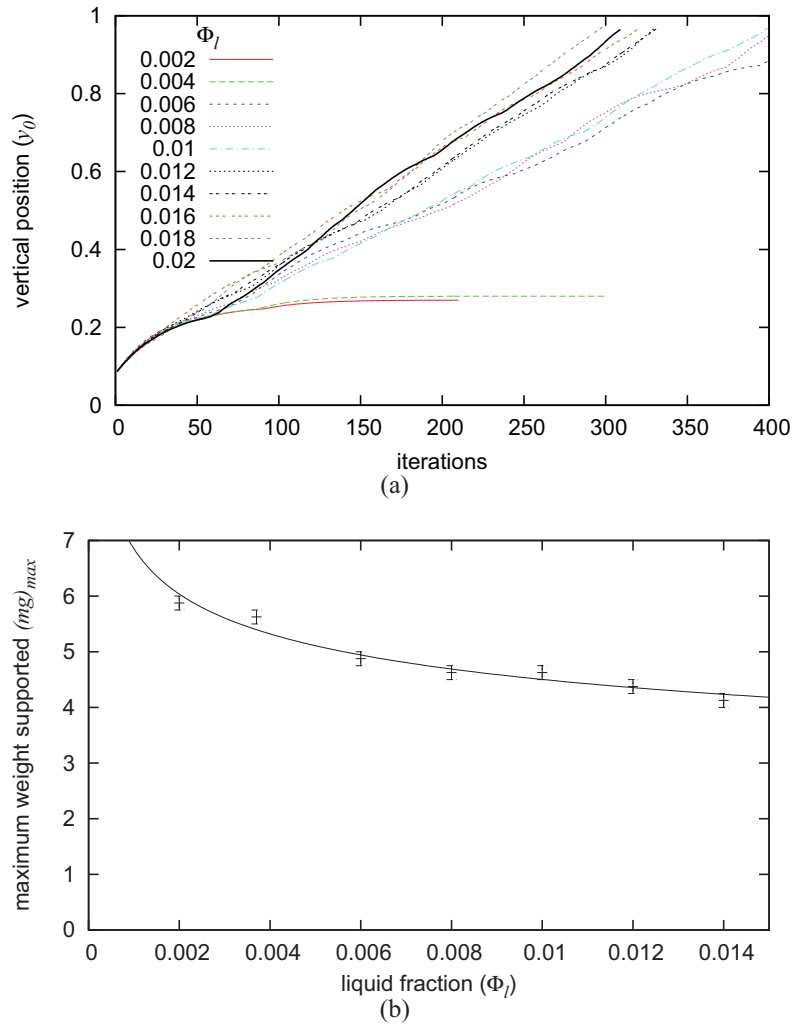 1
0.8
0.6
0.4
0.2
0
vertical position (y₀)
Φₗ
0.002
0.004
0.006
0.008
0.01
0.012
0.014
0.016
0.018
0.02
0 50 100 150 200 250 300 350 400
iterations
(a)
7
6
5
4
3
2
1
0
maximum weight supported (mg)max
0 0.002 0.004 0.006 0.008 0.010 0.012 0.014
liquid fraction (Φₗ)
(b)